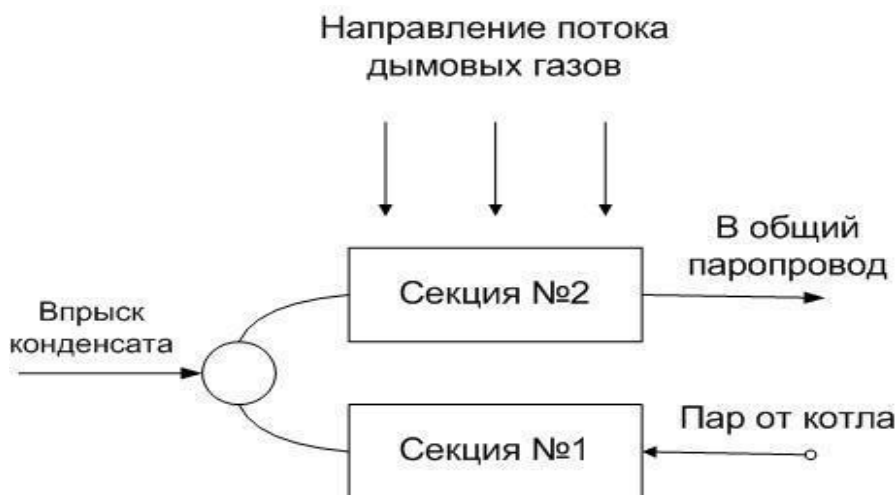 Направление потока
дымовых газов
В общий
паропровод
Секция №2
Впрыск
конденсата
Пар от котла
Секция №1